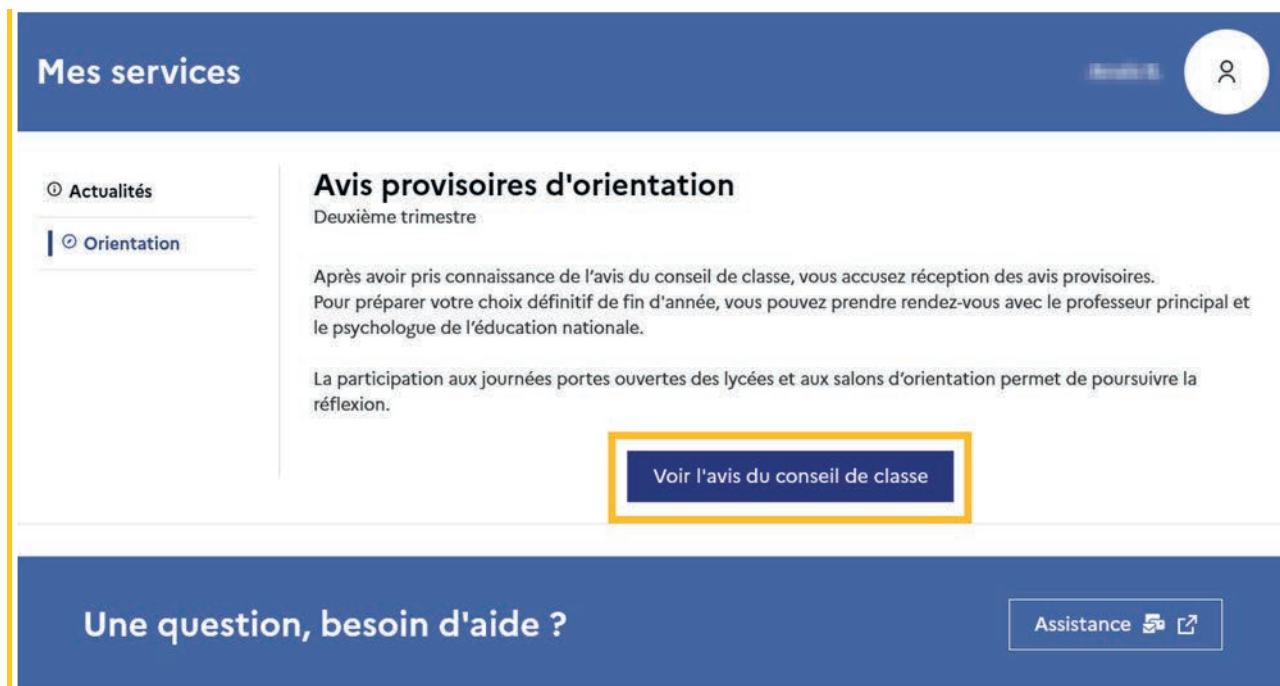 Mes services
Actualités
Orientation
Avis provisoires d'orientation
Deuxième trimestre
Après avoir pris connaissance de l’avis du conseil de classe, vous accusez réception des avis provisoires.
Pour préparer votre choix définitif de fin d'année, vous pouvez prendre rendez-vous avec le professeur principal et
le psychologue de l’éducation nationale.
La participation aux journées portes ouvertes des lycées et aux salons d’orientation permet de poursuivre la
réflexion.
Voir l'avis du conseil de classe
Une question, besoin d'aide ?
Assistance